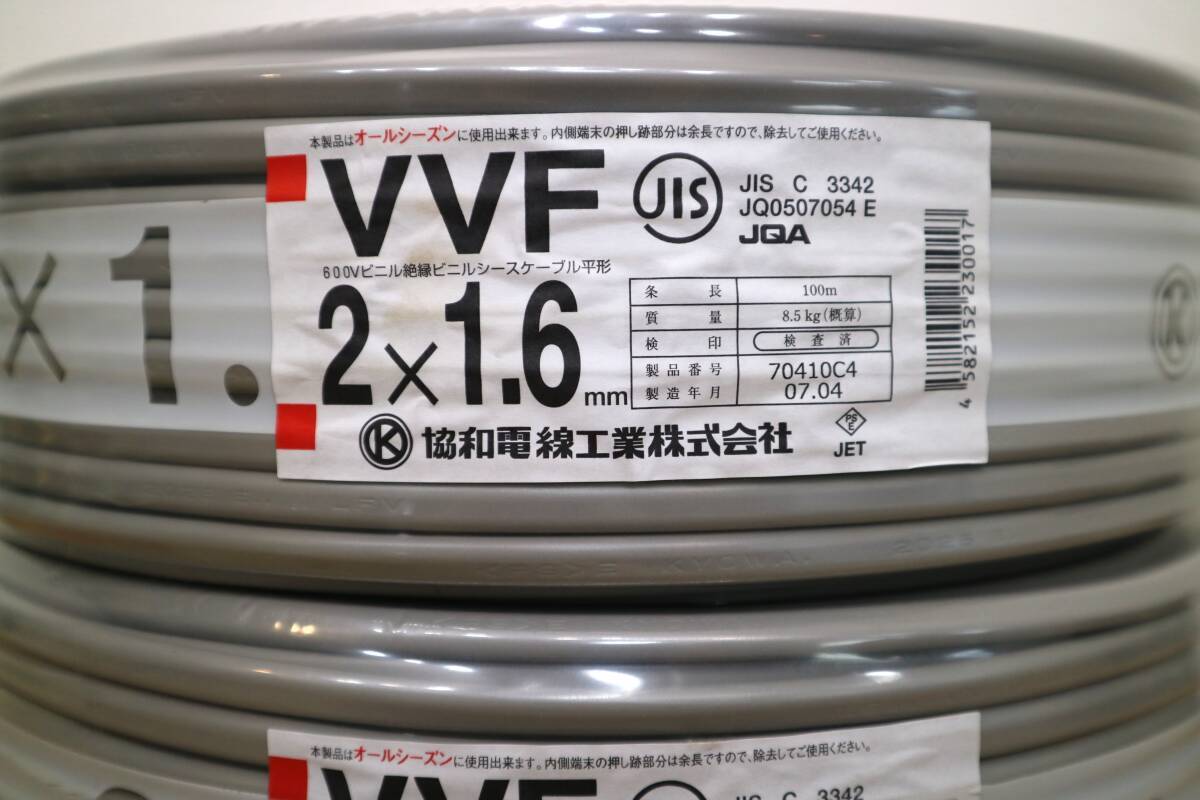 本製品はオールシーズンに使用出来ます。内側端末の押し跡部分は余長ですので、除去してご使用ください。
VVF
JIS
JIS C 3342
JQ0507054 E
JQA
600Vビニル絶縁ビニルシースケーブル平形
2×1.6mm
条長 100m
質量 8.5kg(概算)
検印 検査済
製品番号 70410C4
製造年月 07.04
K 協和電線工業株式会社
PS E
JET
4 582152 230017
× 1.
K
KYOWA
本製品はオールシーズンに使用出来ます。内側端末の押し跡部分は余長ですので、除去してご使用ください。
VVF
JIS C 3342